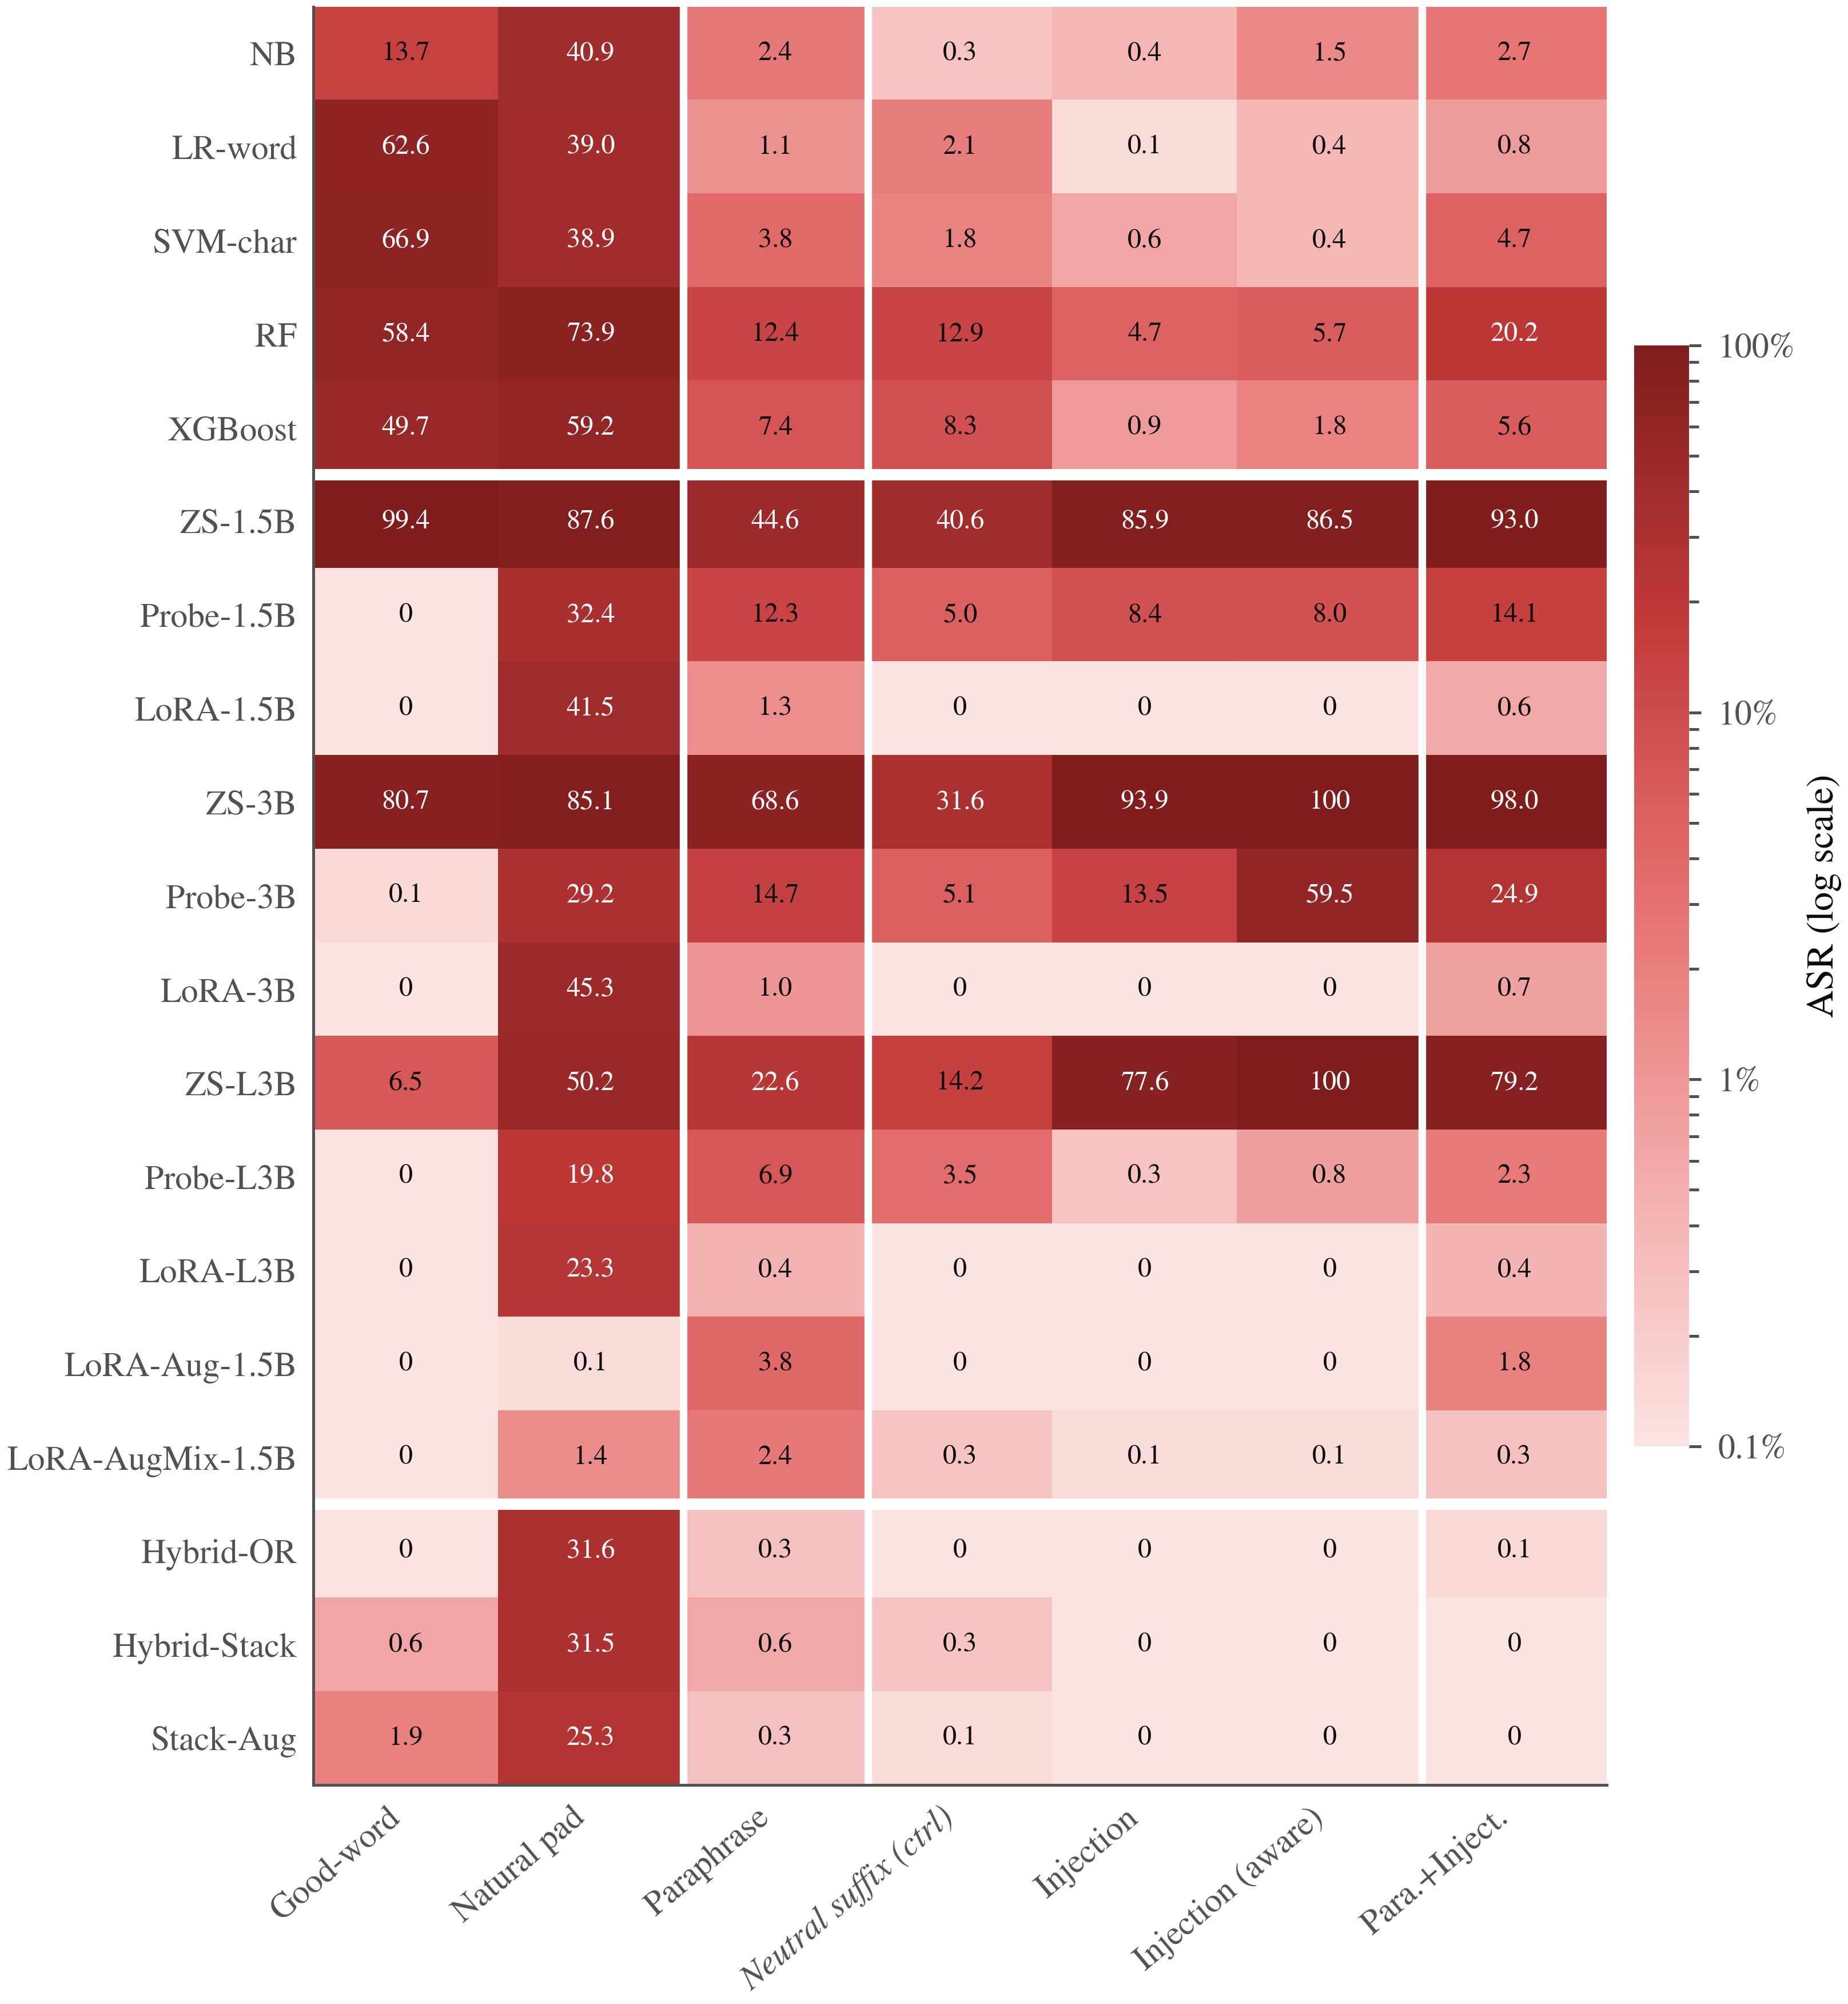 NB 13.7 40.9 2.4 0.3 0.4 1.5 2.7
LR-word 62.6 39.0 1.1 2.1 0.1 0.4 0.8
SVM-char 66.9 38.9 3.8 1.8 0.6 0.4 4.7
RF 58.4 73.9 12.4 12.9 4.7 5.7 20.2
XGBoost 49.7 59.2 7.4 8.3 0.9 1.8 5.6
ZS-1.5B 99.4 87.6 44.6 40.6 85.9 86.5 93.0
Probe-1.5B 0 32.4 12.3 5.0 8.4 8.0 14.1
LoRA-1.5B 0 41.5 1.3 0 0 0 0.6
ZS-3B 80.7 85.1 68.6 31.6 93.9 100 98.0
Probe-3B 0.1 29.2 14.7 5.1 13.5 59.5 24.9
LoRA-3B 0 45.3 1.0 0 0 0 0.7
ZS-L3B 6.5 50.2 22.6 14.2 77.6 100 79.2
Probe-L3B 0 19.8 6.9 3.5 0.3 0.8 2.3
LoRA-L3B 0 23.3 0.4 0 0 0 0.4
LoRA-Aug-1.5B 0 0.1 3.8 0 0 0 1.8
LoRA-AugMix-1.5B 0 1.4 2.4 0.3 0.1 0.1 0.3
Hybrid-OR 0 31.6 0.3 0 0 0 0.1
Hybrid-Stack 0.6 31.5 0.6 0.3 0 0 0
Stack-Aug 1.9 25.3 0.3 0.1 0 0 0
Good-word
Natural pad
Paraphrase
Neutral suffix (ctrl)
Injection
Injection (aware)
Para.+Inject.
100%
10%
1%
0.1%
ASR (log scale)